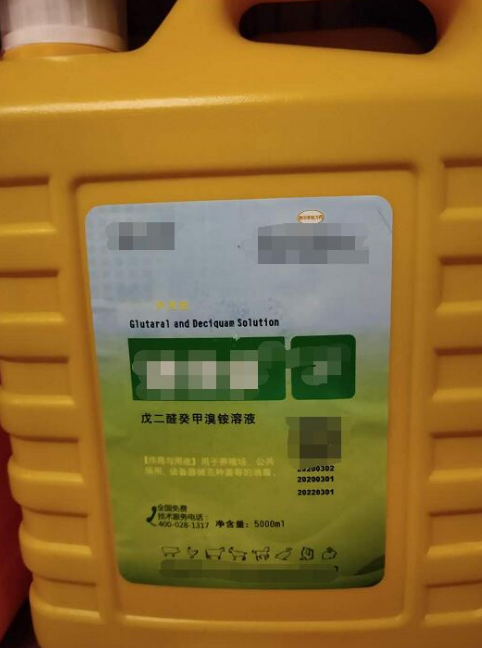 Glutaral and Deciquam Solution
戊二醛癸甲溴铵溶液
【作用与用途】用于养殖场、公共
场所、设备器械及种蛋等的消毒。
20200302
20200301
20220301
全国免费
技术服务电话：
400-028-1317
净含量：5000ml